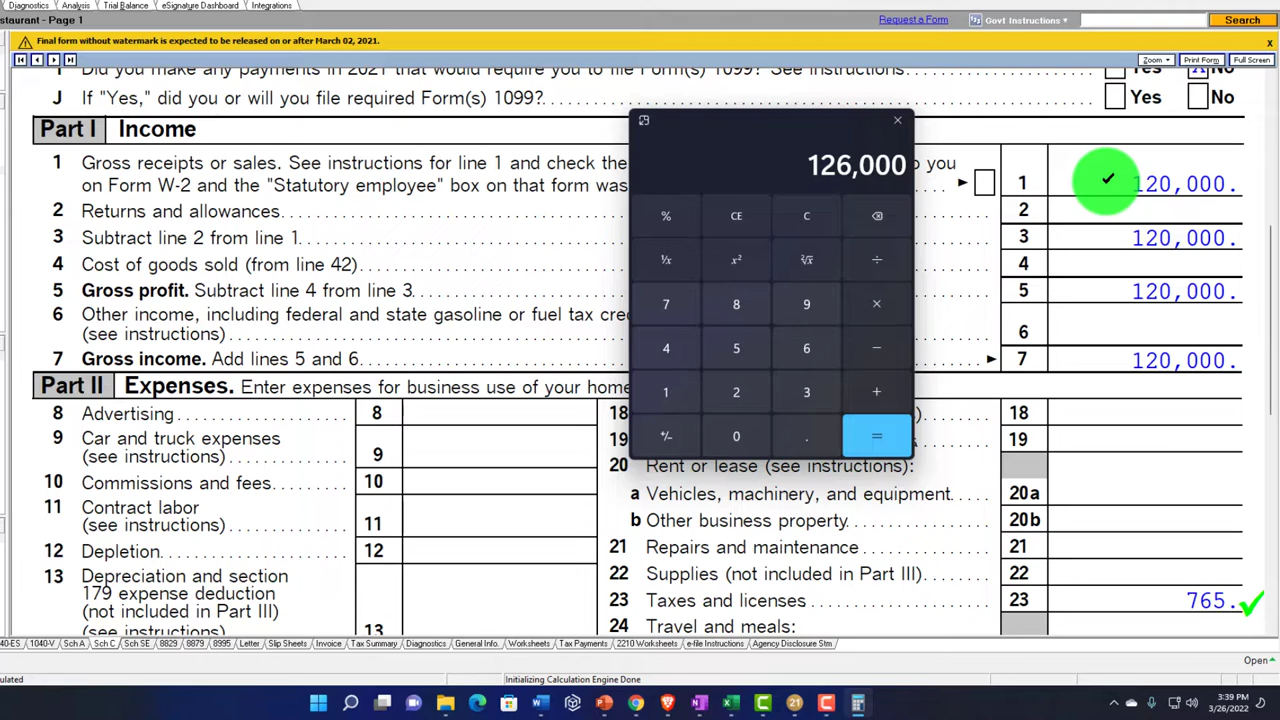 Diagnostics Analysis Trial Balance eSignature Dashboard Integrations
staurant - Page 1 Request a Form Govt Instructions Search
Final form without watermark is expected to be released on or after March 02, 2021. x
Zoom Print Form Full Screen
I Did you make any payments in 2021 that would require you to file Form(s) 1099? See instructions Yes X No
J If "Yes," did you or will you file required Form(s) 1099? Yes No
Part I Income
1 Gross receipts or sales. See instructions for line 1 and check the you
on Form W-2 and the "Statutory employee" box on that form was 1 120,000.
2 Returns and allowances 2
3 Subtract line 2 from line 1 3 120,000.
4 Cost of goods sold (from line 42) 4
5 Gross profit. Subtract line 4 from line 3 5 120,000.
6 Other income, including federal and state gasoline or fuel tax cre
(see instructions) 6
7 Gross income. Add lines 5 and 6 7 120,000.
Part II Expenses. Enter expenses for business use of your home
8 Advertising 8
9 Car and truck expenses
(see instructions) 9
10 Commissions and fees 10
11 Contract labor
(see instructions) 11
12 Depletion 12
13 Depreciation and section
179 expense deduction
(not included in Part III)
(see instructions) 13
18 18
19 19
20 Rent or lease (see instructions):
a Vehicles, machinery, and equipment 20a
b Other business property 20b
21 Repairs and maintenance 21
22 Supplies (not included in Part III) 22
23 Taxes and licenses 23 765.
24 Travel and meals:
126,000
% CE C
¹/x x² ²√x ÷
7 8 9 ×
4 5 6 −
1 2 3 +
+/− 0 . =
40-ES 1040-V Sch A Sch C Sch SE 8829 8879 8995 Letter Slip Sheets Invoice Tax Summary Diagnostics General Info. Worksheets Tax Payments 2210 Worksheets e-file Instructions Agency Disclosure Stm
Open
ulated Initializing Calculation Engine Done
21
3:39 PM
3/26/2022